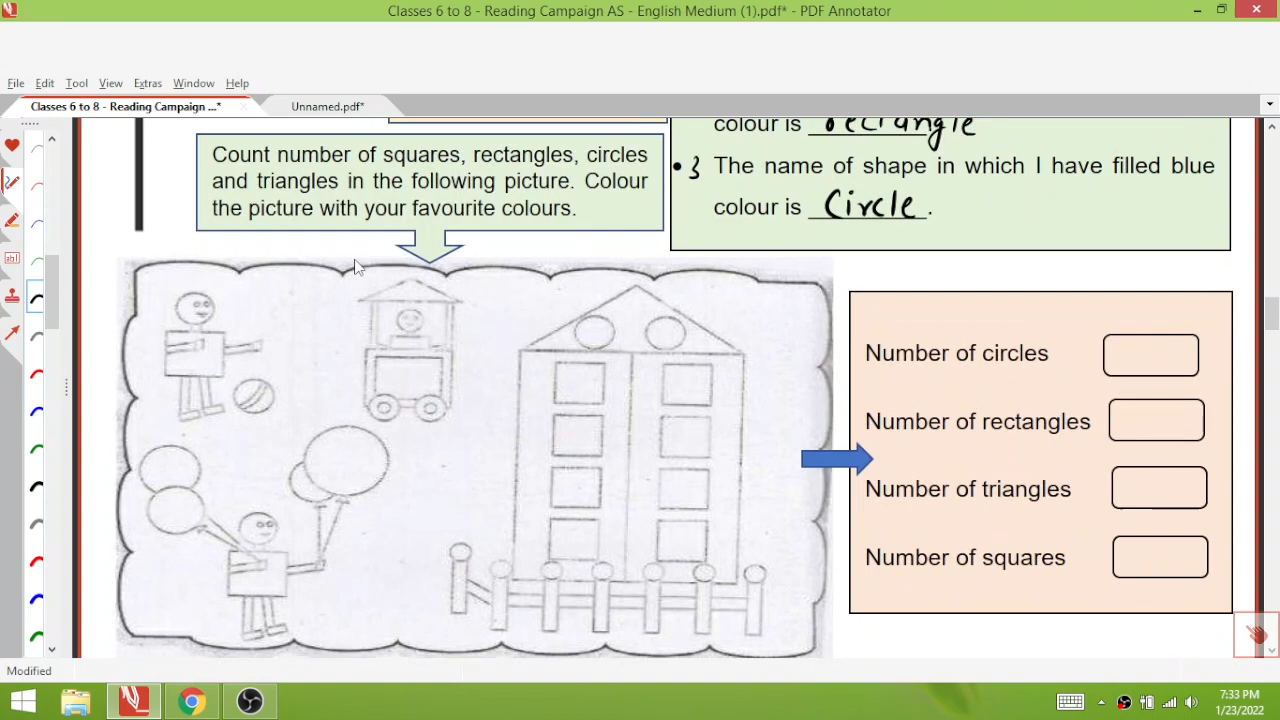 Classes 6 to 8 - Reading Campaign AS - English Medium (1).pdf* - PDF Annotator
File Edit Tool View Extras Window Help
Classes 6 to 8 - Reading Campaign ...* Unnamed.pdf*
colour is rectangle
Count number of squares, rectangles, circles
and triangles in the following picture. Colour
the picture with your favourite colours.
• 3 The name of shape in which I have filled blue
colour is Circle.
Number of circles
Number of rectangles
Number of triangles
Number of squares
Modified
7:33 PM
1/23/2022